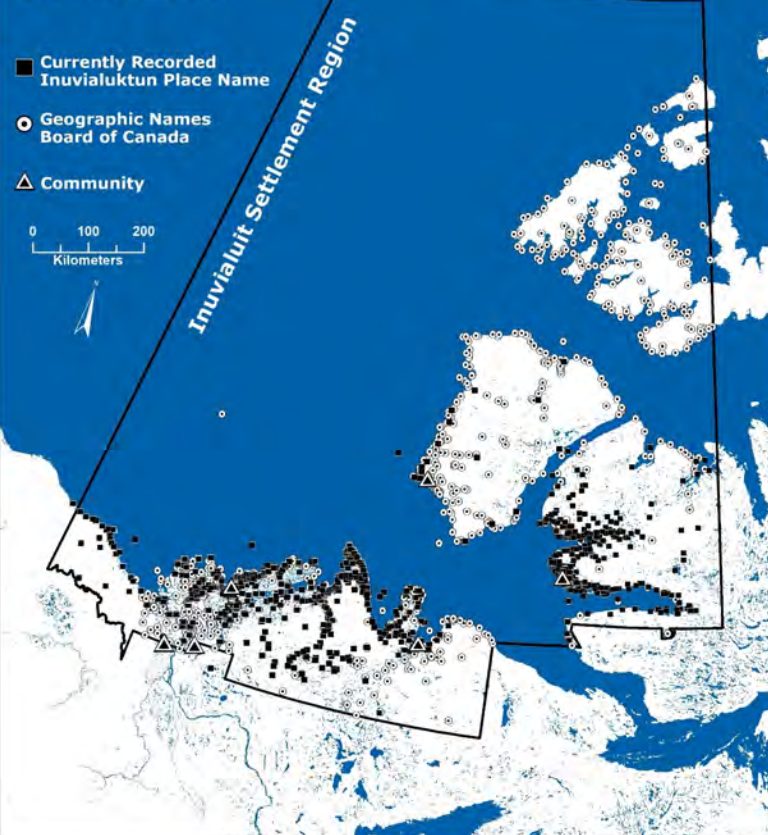 Currently Recorded
Inuvialuktun Place Name
Geographic Names
Board of Canada
Community
0 100 200
Kilometers
N
Inuvialuit Settlement Region